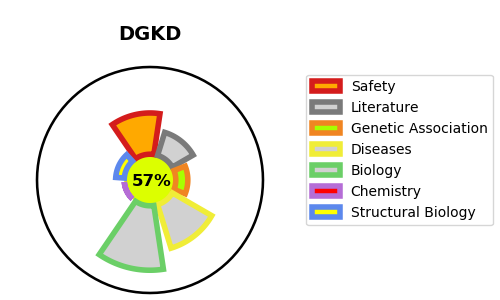 DGKD
57%
Safety
Literature
Genetic Association
Diseases
Biology
Chemistry
Structural Biology